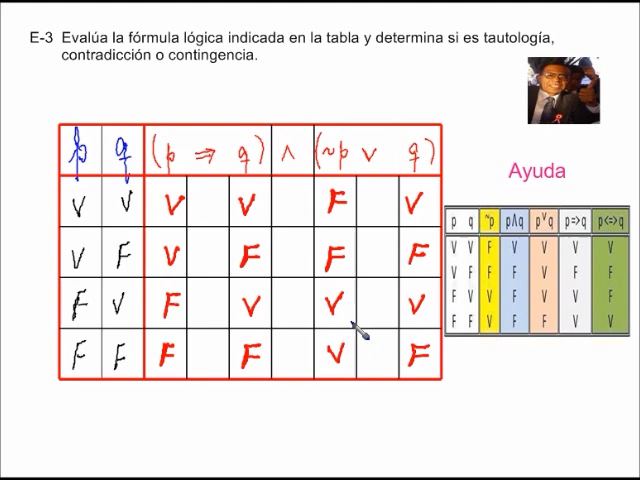 E-3 Evalúa la fórmula lógica indicada en la tabla y determina si es tautología,
contradicción o contingencia.
p q (p ⇒ q) ∧ (~p ∨ q)
V V V V F V
V F V F F F
F V F V V V
F F F F V F
Ayuda
p q ~p p∧q p∨q p=>q p<=>q
V V F V V V V
V F F F V F F
F V V F V V V
F F V F F V V